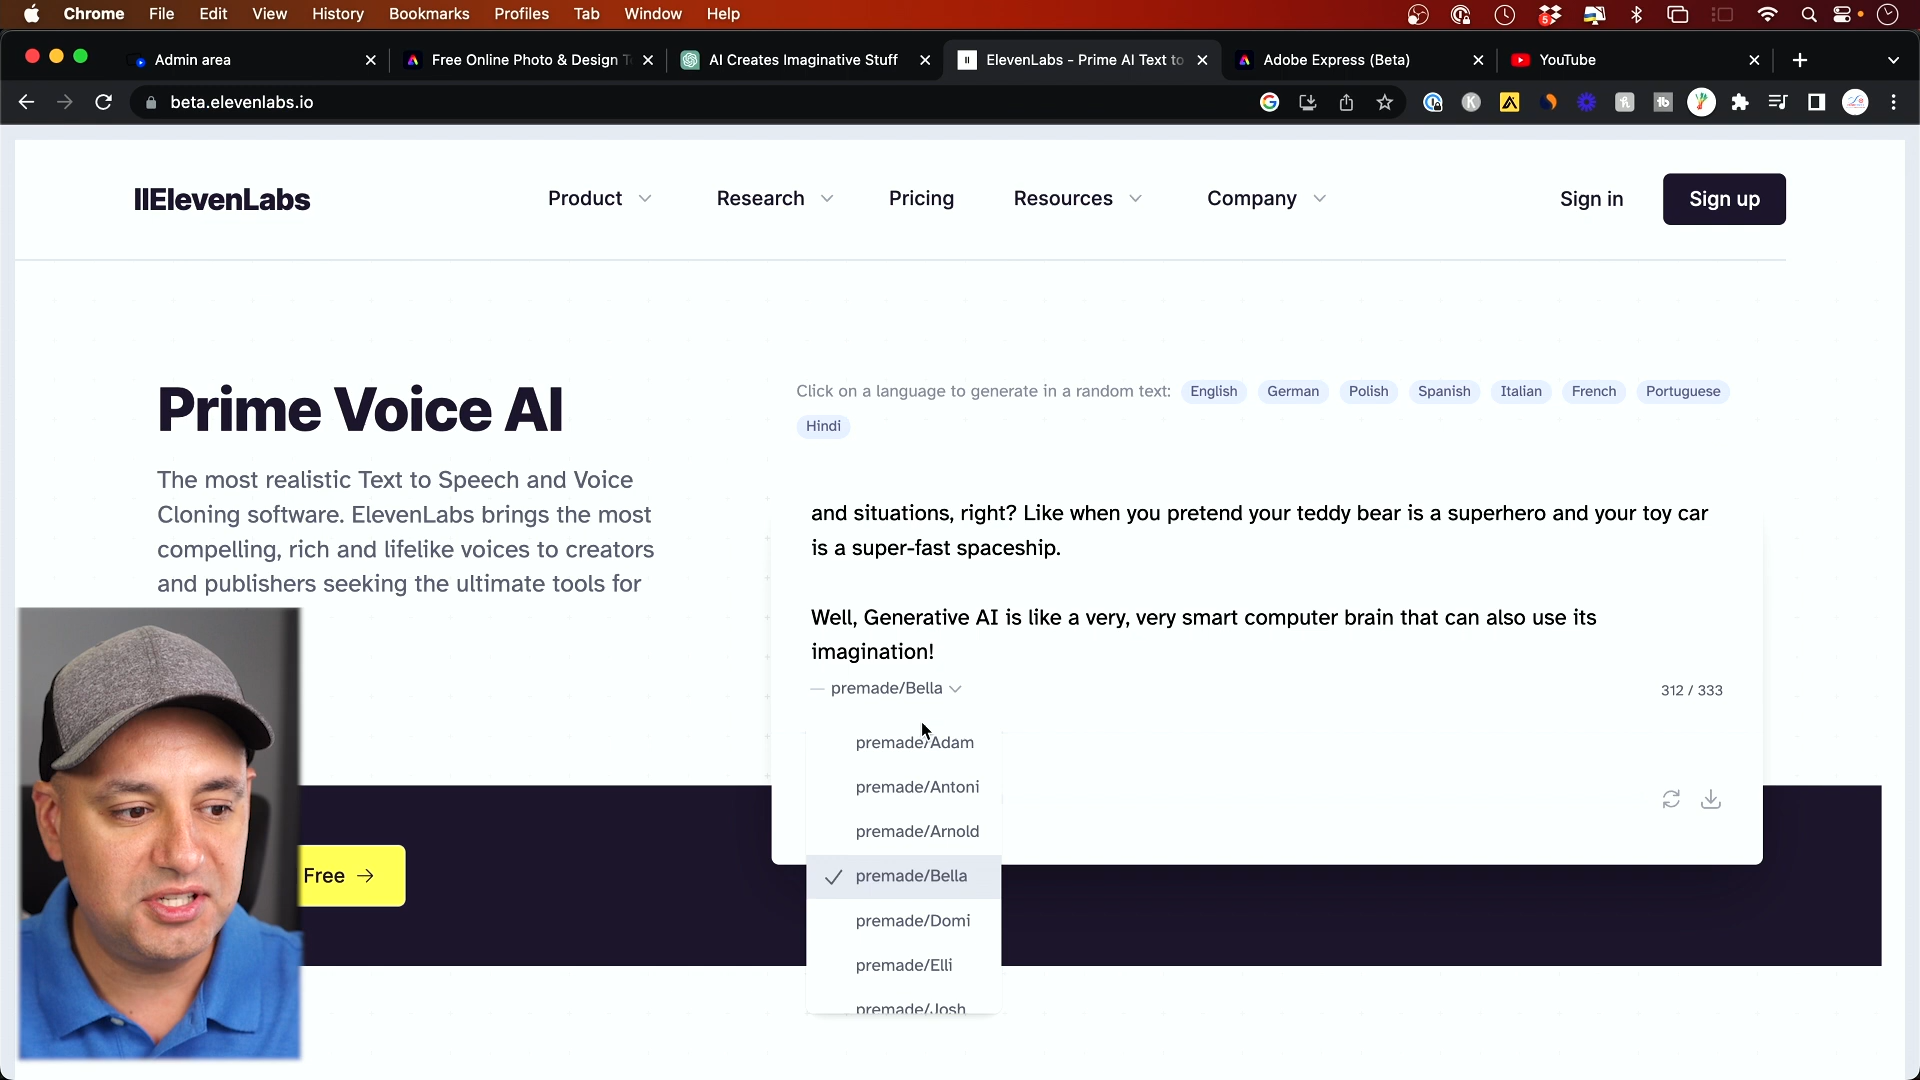 Chrome File Edit View History Bookmarks Profiles Tab Window Help
5
Admin area
Free Online Photo & Design T
AI Creates Imaginative Stuff
ElevenLabs - Prime AI Text to
Adobe Express (Beta)
YouTube
beta.elevenlabs.io
IIElevenLabs
Product
Research
Pricing
Resources
Company
Sign in
Sign up
Prime Voice AI
The most realistic Text to Speech and Voice
Cloning software. ElevenLabs brings the most
compelling, rich and lifelike voices to creators
and publishers seeking the ultimate tools for
Free →
Click on a language to generate in a random text: English German Polish Spanish Italian French Portuguese
Hindi
and situations, right? Like when you pretend your teddy bear is a superhero and your toy car
is a super-fast spaceship.
Well, Generative AI is like a very, very smart computer brain that can also use its
imagination!
— premade/Bella
312 / 333
premade/Adam
premade/Antoni
premade/Arnold
premade/Bella
premade/Domi
premade/Elli
premade/Josh